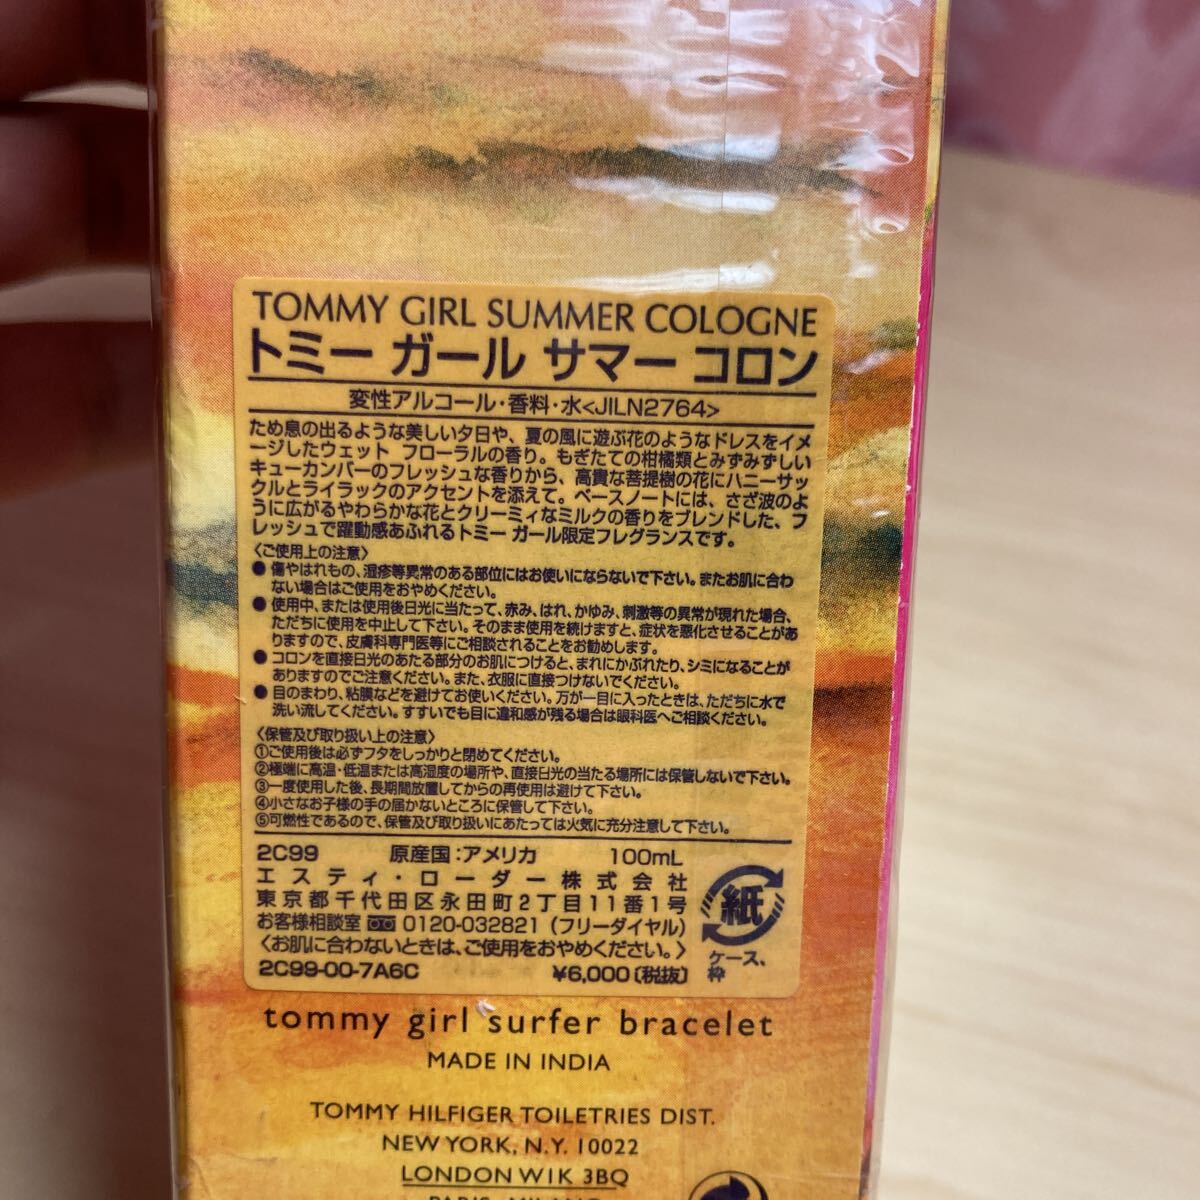 TOMMY GIRL SUMMER COLOGNE
トミー ガール サマー コロン
変性アルコール・香料・水<JILN2764>
ため息の出るような美しい夕日や、夏の風に遊ぶ花のようなドレスをイメ
ージしたウェット フローラルの香り。もぎたての柑橘類とみずみずしい
キューカンバーのフレッシュな香りから、高貴な菩提樹の花にハニーサッ
クルとライラックのアクセントを添えて。ベースノートには、さざ波のよ
うに広がるやわらかな花とクリーミィなミルクの香りをブレンドした、フ
レッシュで躍動感あふれるトミー ガール限定フレグランスです。
〈ご使用上の注意〉
● 傷やはれもの、湿疹等異常のある部位にはお使いにならないで下さい。またお肌に合わ
ない場合はご使用をおやめください。
● 使用中、または使用後日光に当たって、赤み、はれ、かゆみ、刺激等の異常が現れた場合、
ただちに使用を中止して下さい。そのまま使用を続けますと、症状を悪化させることがあ
りますので、皮膚科専門医等にご相談されることをお勧めします。
● コロンを直接日光のあたる部分のお肌につけると、まれにかぶれたり、シミになることが
ありますのでご注意ください。また、衣服に直接つけないでください。
● 目のまわり、粘膜などを避けてお使いください。万が一目に入ったときは、ただちに水で
洗い流してください。すすいでも目に違和感が残る場合は眼科医へご相談ください。
〈保管及び取り扱い上の注意〉
①ご使用後は必ずフタをしっかりと閉めてください。
②極端に高温・低温または高湿度の場所や、直接日光の当たる場所には保管しないで下さい。
③一度使用した後、長期間放置してからの再使用は避けて下さい。
④小さなお子様の手の届かないところに保管して下さい。
⑤可燃性であるので、保管及び取り扱いにあたっては火気に充分注意して下さい。
2C99 原産国：アメリカ 100mL
エスティ・ローダー株式会社
東京都千代田区永田町2丁目11番1号
お客様相談室 0120-032821（フリーダイヤル）
〈お肌に合わないときは、ご使用をおやめください。〉
2C99-00-7A6C ¥6,000〔税抜〕
紙
ケース、
枠
tommy girl surfer bracelet
MADE IN INDIA
TOMMY HILFIGER TOILETRIES DIST.
NEW YORK, N.Y. 10022
LONDON W1K 3BQ
PARIS · MILANO